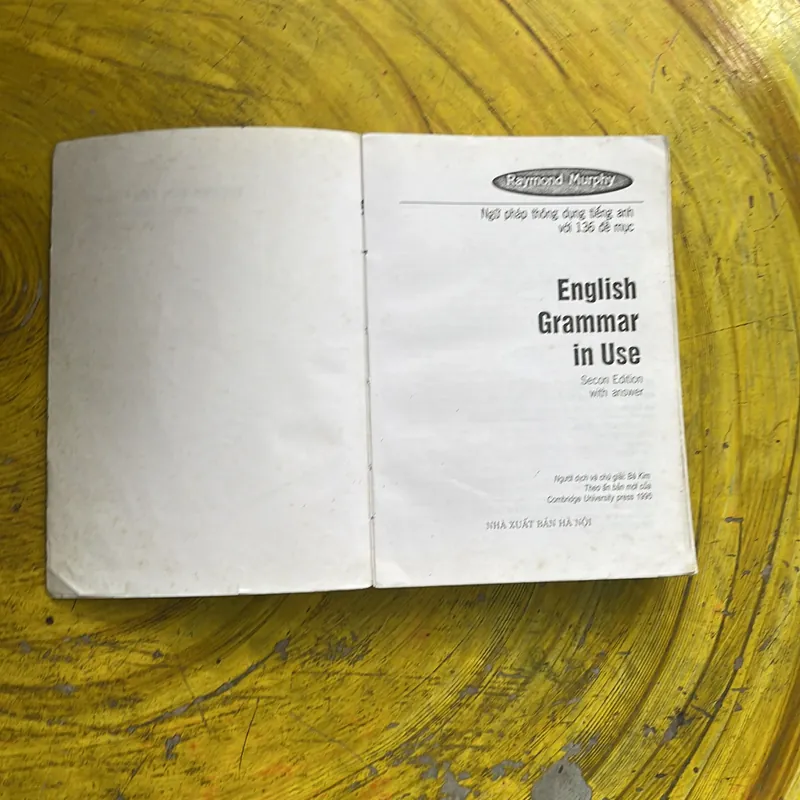 Raymond Murphy
Ngữ pháp thông dụng tiếng anh
với 136 đề mục
English
Grammar
in Use
Secon Edition
with answer
Người dịch và chú giải: Bá Kim
Theo ấn bản mới của
Combridge University press 1995
NHÀ XUẤT BẢN HÀ NỘI